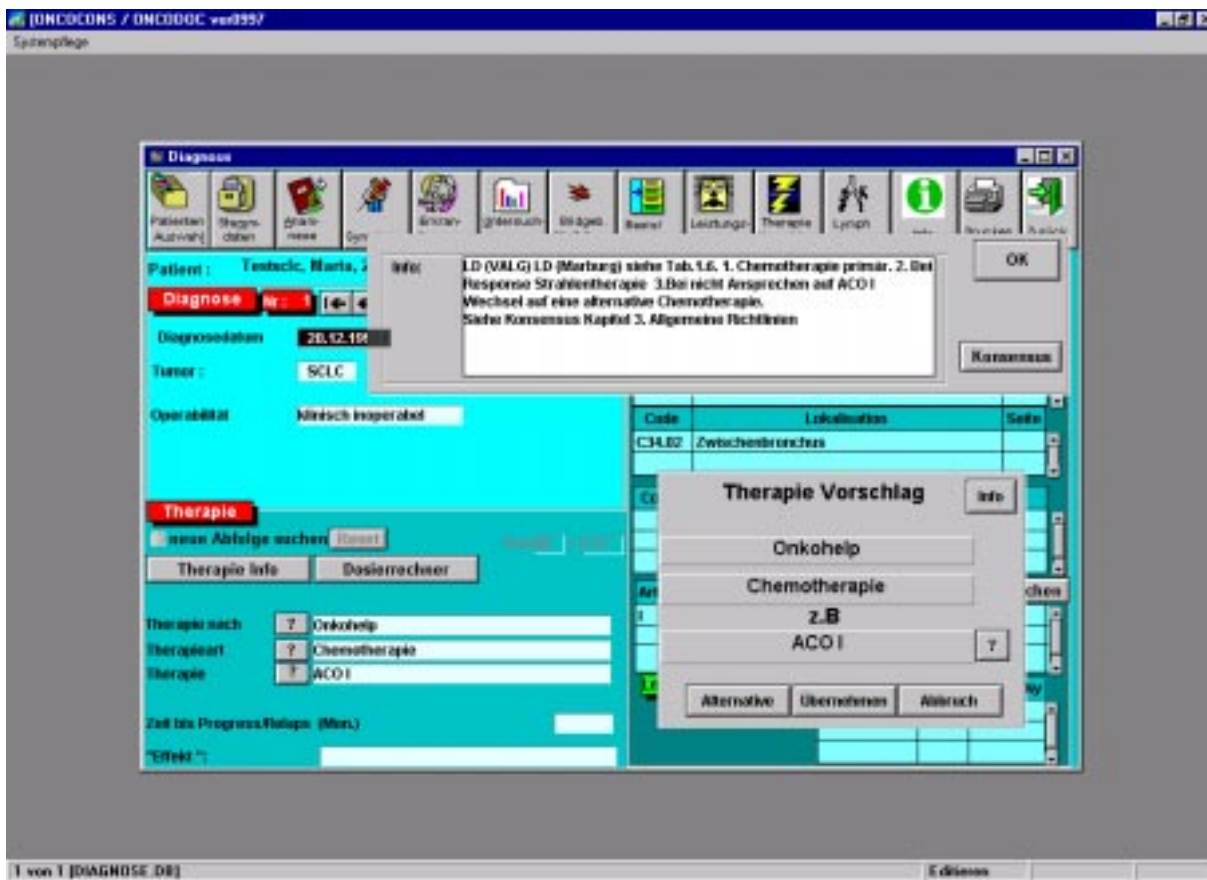 [ONCOCONS / ONCODOC ver0997
Systempflege
Diagnose
Patienten Auswahl
Stamm- daten
Anam- nese
Erkran-
Untersuch-
Bildgeb.
Leistungs-
Therapie
Lymph
Drucken
Zurück
Patient :
Info:
LD (VALG) LD (Marburg) siehe Tab.1.6. 1. Chemotherapie primär. 2. Bei
Response Strahlentherapie 3.Bei nicht Ansprechen auf ACO I
Wechsel auf eine alternative Chemotherapie.
Siehe Konsensus Kapitel 3. Allgemeine Richtlinien
OK
Konsensus
Diagnose Nr : 1
Diagnosedatum 20.12.19
Tumor : SCLC
Operabilität klinisch inoperabel
Code Lokalisation Seite
C34.02 Zwischenbronchus
Therapie Vorschlag Info
Onkohelp
Chemotherapie
z.B
ACO I ?
Alternative Übernehmen Abbruch
Therapie
neue Abfolge suchen Reset
Therapie Info Dosierrechner
Therapie nach ? Onkohelp
Therapieart ? Chemotherapie
Therapie ? ACO I
Zeit bis Progress/Relaps (Mon.)
"Effekt ":
1 von 1 [DIAGNOSE.DB]
Editieren